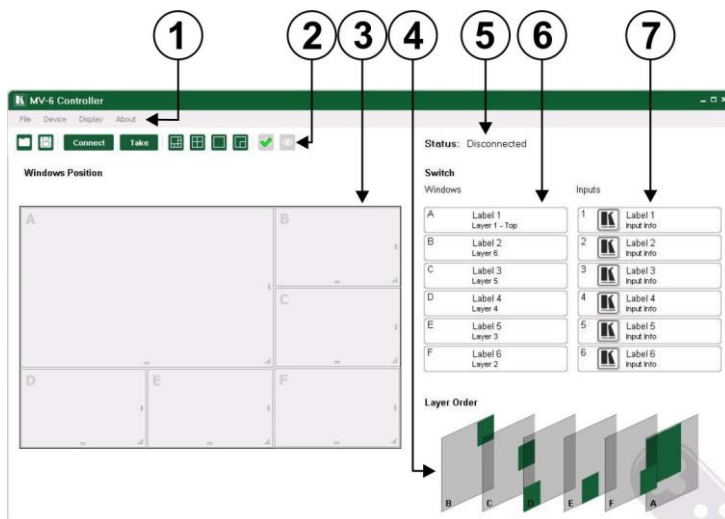 1 2 3 4 5 6 7
MV-6 Controller
File Device Display About
Connect Take
Status: Disconnected
Windows Position
Switch
Windows Inputs
A
B
C
D
E
F
A Label 1
Layer 1 - Top
B Label 2
Layer 6
C Label 3
Layer 5
D Label 4
Layer 4
E Label 5
Layer 3
F Label 6
Layer 2
1 Label 1
Input Info
2 Label 2
Input Info
3 Label 3
Input Info
4 Label 4
Input Info
5 Label 5
Input Info
6 Label 6
Input Info
Layer Order
B C D E F A